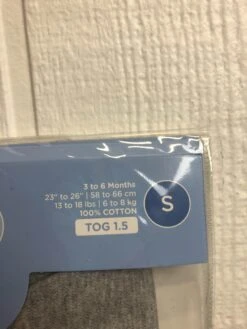 3 to 6 Months
23" to 26" | 58 to 66 cm
13 to 18 lbs | 6 to 8 kg
100% COTTON
TOG 1.5
S